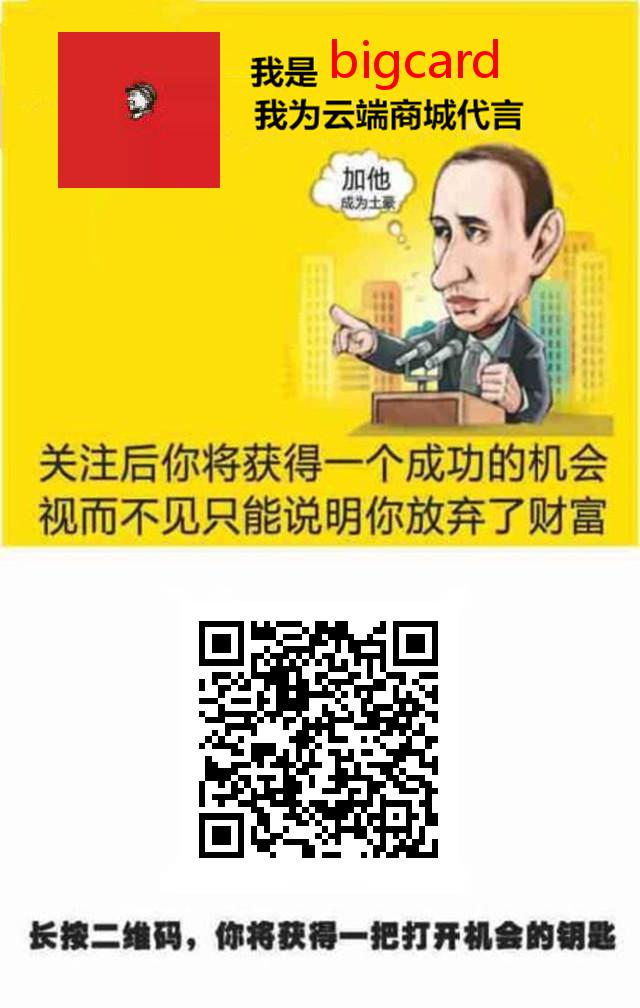 我是 bigcard
我为云端商城代言
加他
成为土豪
关注后你将获得一个成功的机会
视而不见只能说明你放弃了财富
长按二维码，你将获得一把打开机会的钥匙